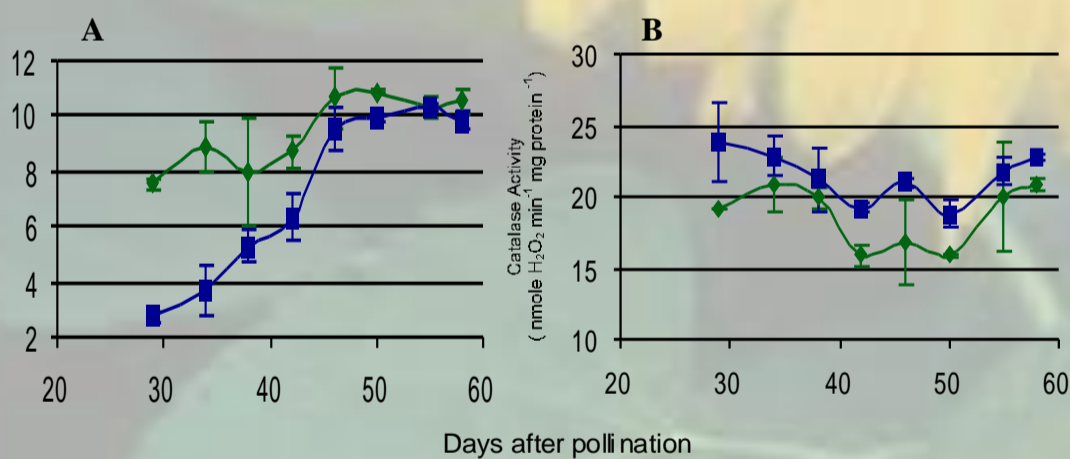 A
12
10
8
6
4
2
20 30 40 50 60
B
Catalase Activity
( nmole H₂O₂ min⁻¹ mg protein⁻¹ )
30
25
20
15
10
20 30 40 50 60
Days after pollination